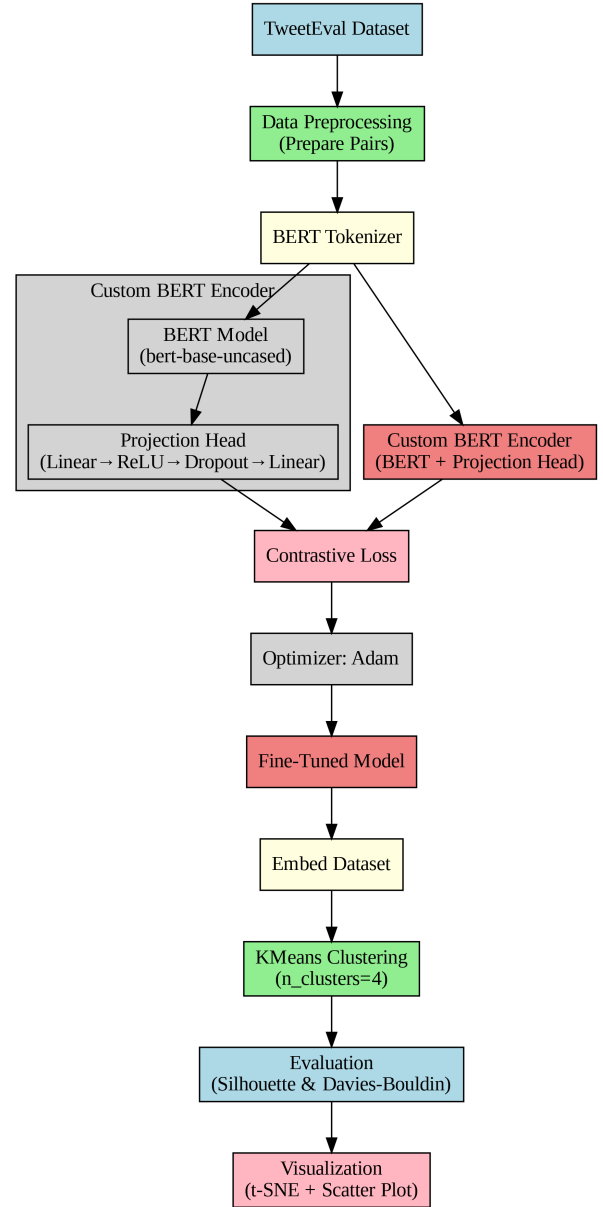 TweetEval Dataset
Data Preprocessing
(Prepare Pairs)
BERT Tokenizer
Custom BERT Encoder
BERT Model
(bert-base-uncased)
Projection Head
(Linear→ReLU→Dropout→Linear)
Custom BERT Encoder
(BERT + Projection Head)
Contrastive Loss
Optimizer: Adam
Fine-Tuned Model
Embed Dataset
KMeans Clustering
(n_clusters=4)
Evaluation
(Silhouette & Davies-Bouldin)
Visualization
(t-SNE + Scatter Plot)